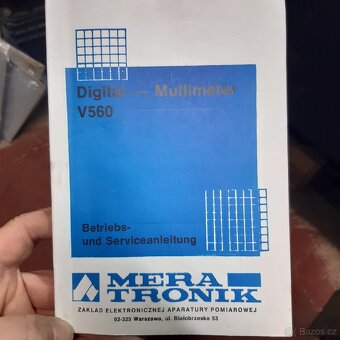 Digital — Multimeter
V560
Betriebs-
und Serviceanleitung
MERA
TRONIK
ZAKŁAD ELEKTRONICZNEJ APARATURY POMIAROWEJ
02-325 Warszawa, ul. Białobrzeska 53
Bazos.cz